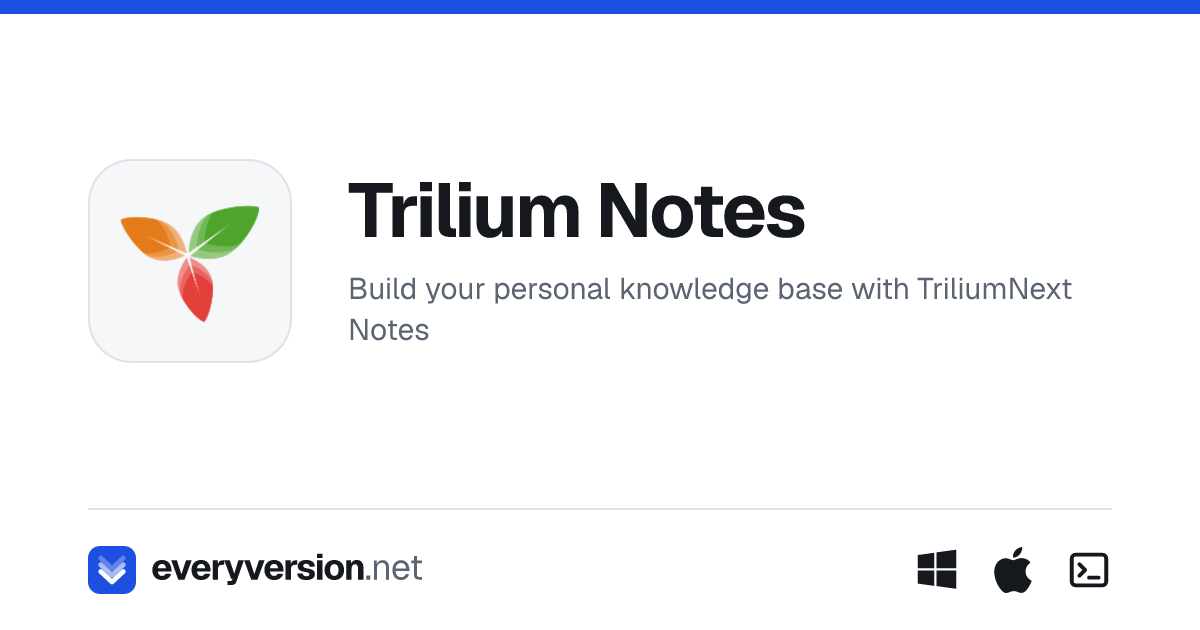 Trilium Notes
Build your personal knowledge base with TriliumNext
Notes
everyversion.net